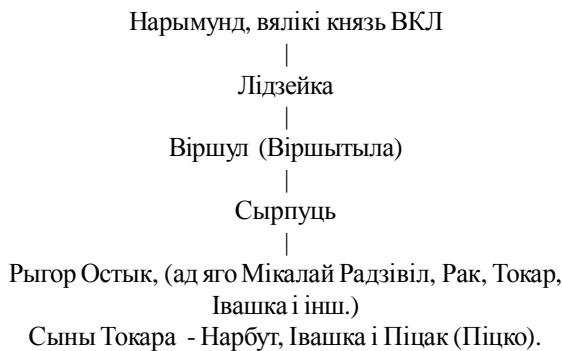 Нарымунд, вялікі князь ВКЛ
|
Лідзейка
|
Віршул (Віршытыла)
|
Сырпуць
|
Рыгор Остык, (ад яго Мікалай Радзівіл, Рак, Токар,
Івашка і інш.)
Сыны Токара - Нарбут, Івашка і Піцак (Піцко).